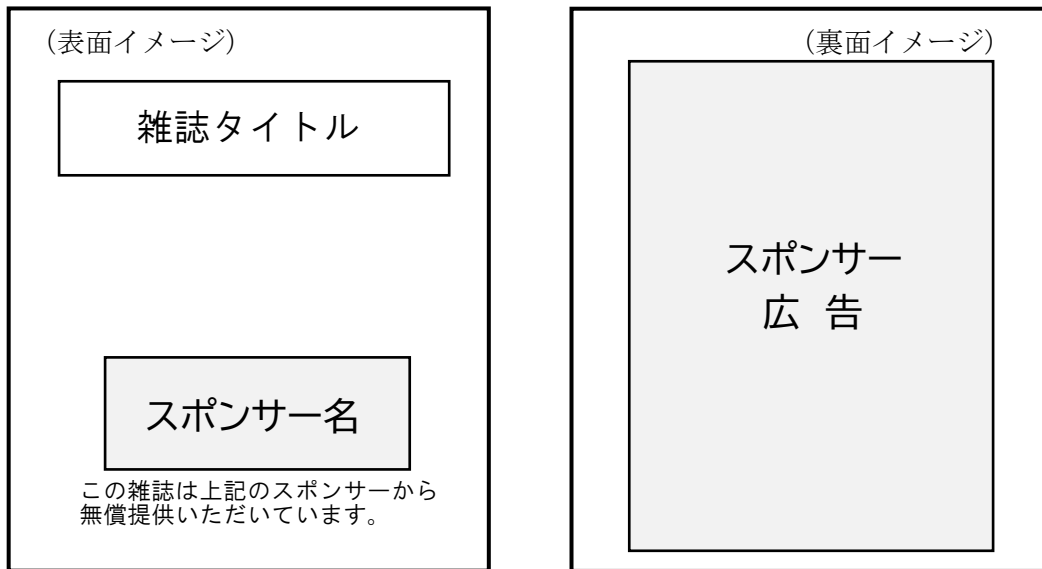 （表面イメージ）
雑誌タイトル
スポンサー名
この雑誌は上記のスポンサーから
無償提供いただいています。
（裏面イメージ）
スポンサー
広 告